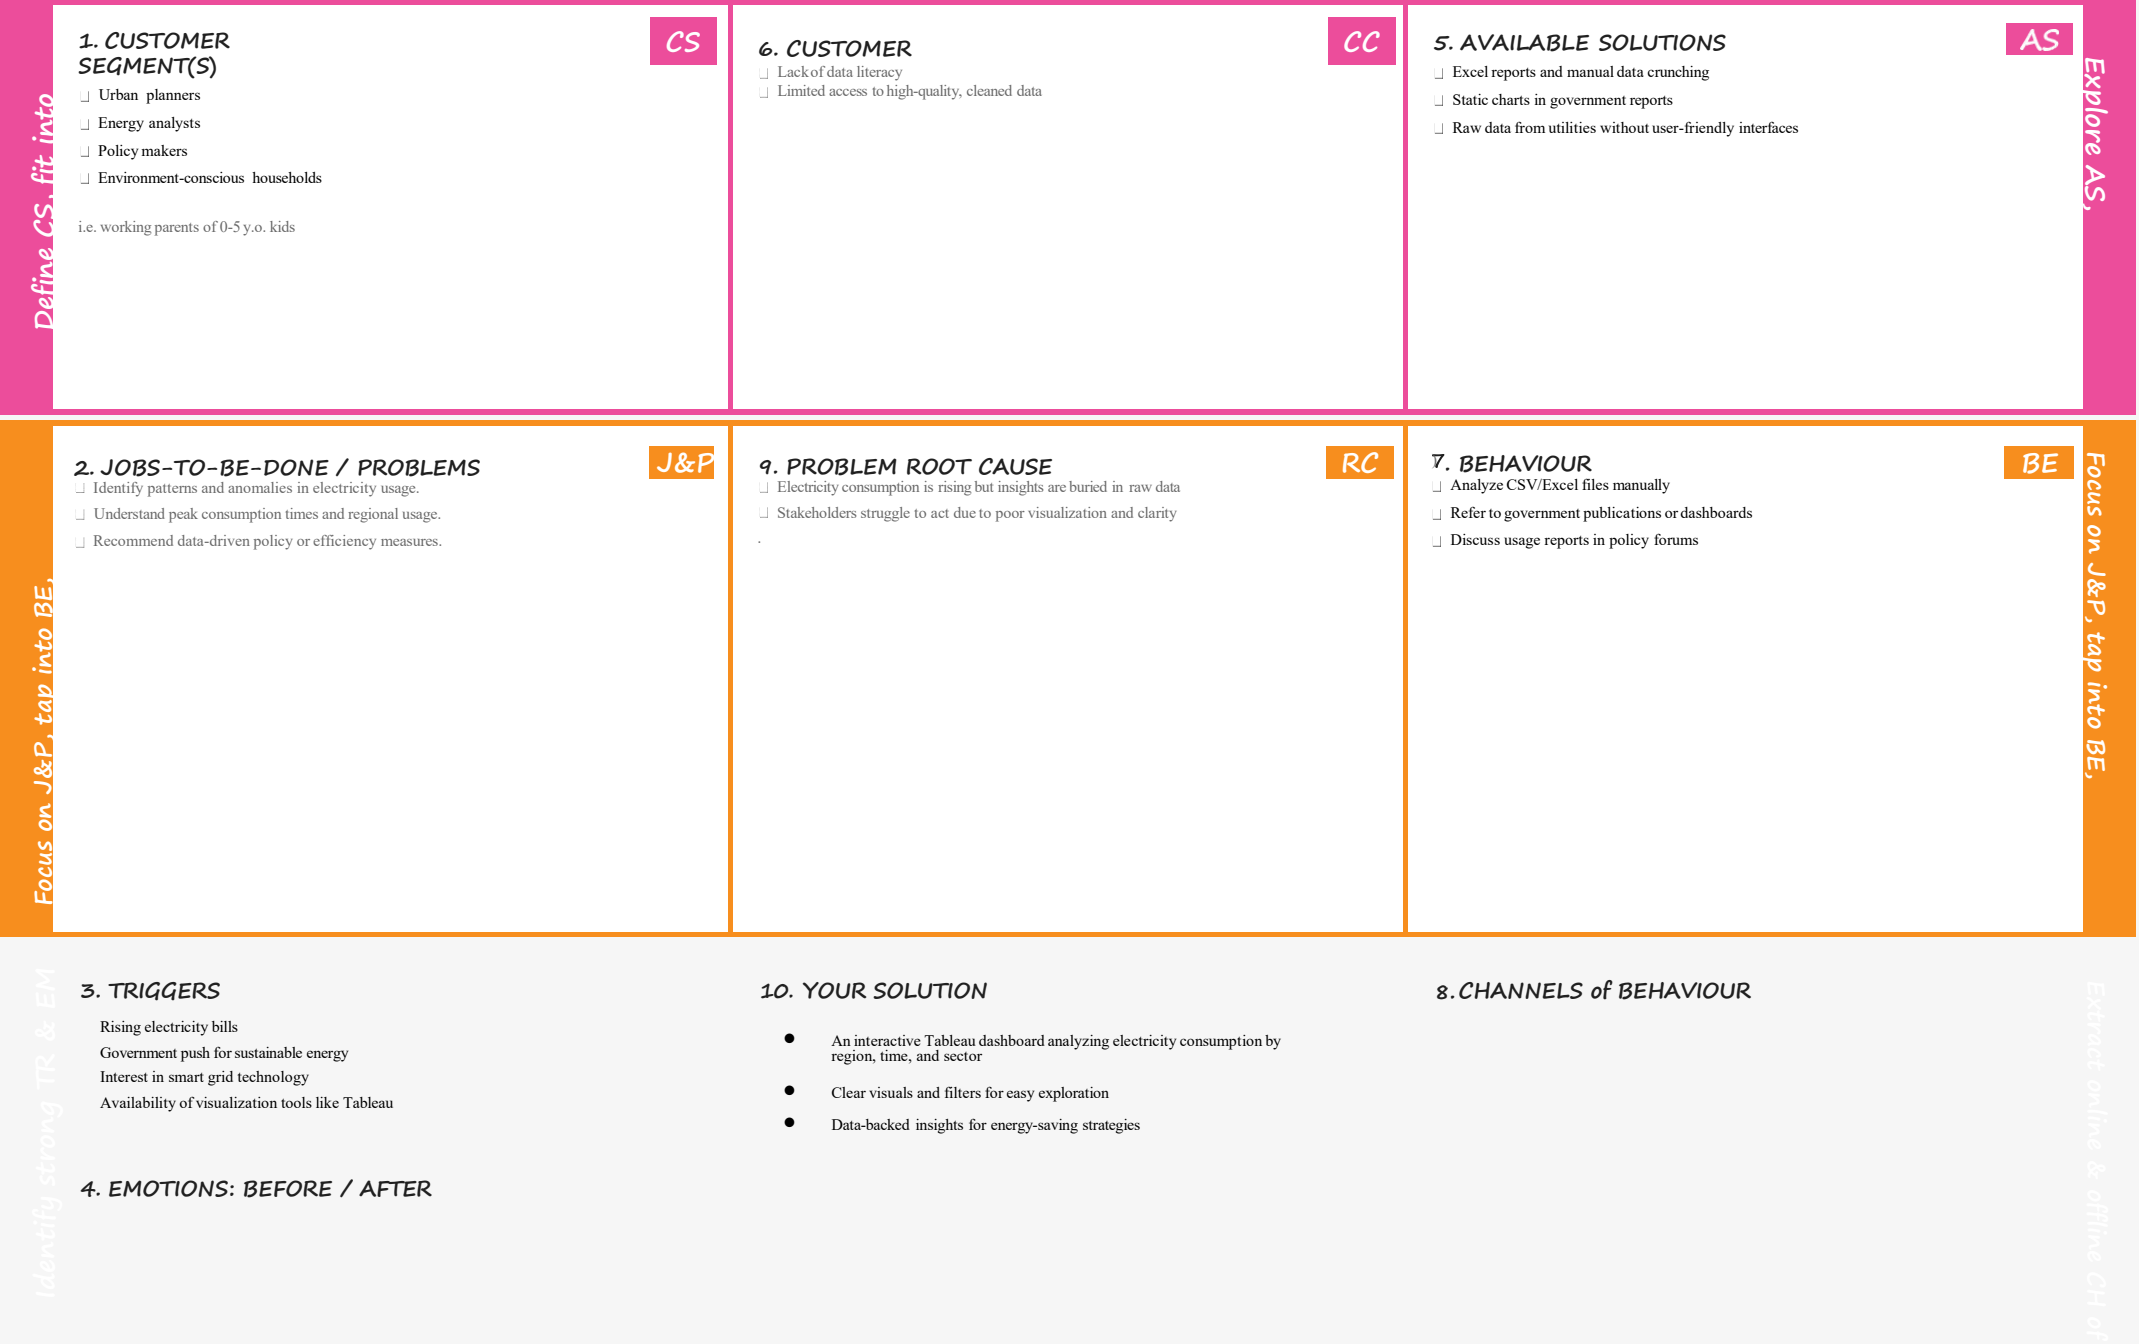 Define CS, fit into
1. CUSTOMER
SEGMENT(S)
CS
Urban planners
Energy analysts
Policy makers
Environment-conscious households
i.e. working parents of 0-5 y.o. kids
6. CUSTOMER
CC
Lack of data literacy
Limited access to high-quality, cleaned data
5. AVAILABLE SOLUTIONS
AS
Excel reports and manual data crunching
Static charts in government reports
Raw data from utilities without user-friendly interfaces
Explore AS,
Focus on J&P, tap into BE,
2. JOBS-TO-BE-DONE / PROBLEMS
J&P
Identify patterns and anomalies in electricity usage.
Understand peak consumption times and regional usage.
Recommend data-driven policy or efficiency measures.
9. PROBLEM ROOT CAUSE
RC
Electricity consumption is rising but insights are buried in raw data
Stakeholders struggle to act due to poor visualization and clarity
.
7. BEHAVIOUR
BE
Analyze CSV/Excel files manually
Refer to government publications or dashboards
Discuss usage reports in policy forums
Focus on J&P, tap into BE,
Identify strong TR & EM
3. TRIGGERS
Rising electricity bills
Government push for sustainable energy
Interest in smart grid technology
Availability of visualization tools like Tableau
4. EMOTIONS: BEFORE / AFTER
10. YOUR SOLUTION
● An interactive Tableau dashboard analyzing electricity consumption by
region, time, and sector
● Clear visuals and filters for easy exploration
● Data-backed insights for energy-saving strategies
8. CHANNELS of BEHAVIOUR
Extract online & offline CH of